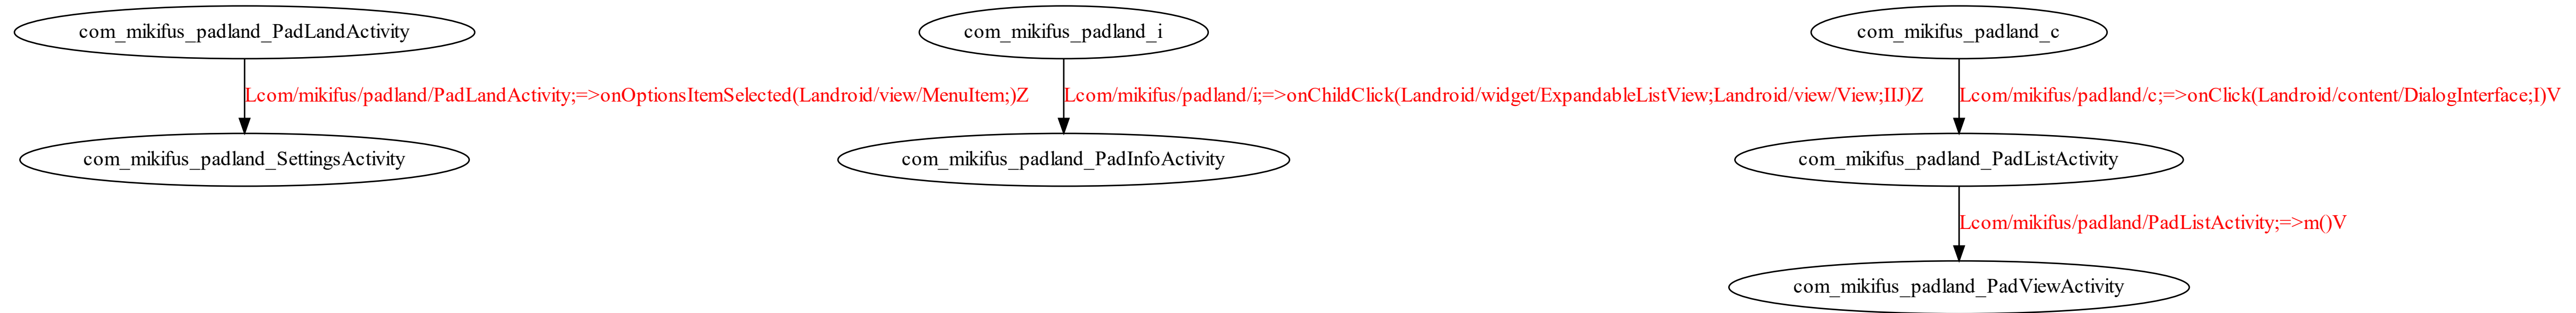 com_mikifus_padland_PadLandActivity
com_mikifus_padland_i
com_mikifus_padland_c
Lcom/mikifus/padland/PadLandActivity;=>onOptionsItemSelected(Landroid/view/MenuItem;)Z
Lcom/mikifus/padland/i;=>onChildClick(Landroid/widget/ExpandableListView;Landroid/view/View;IIJ)Z
Lcom/mikifus/padland/c;=>onClick(Landroid/content/DialogInterface;I)V
com_mikifus_padland_SettingsActivity
com_mikifus_padland_PadInfoActivity
com_mikifus_padland_PadListActivity
Lcom/mikifus/padland/PadListActivity;=>m()V
com_mikifus_padland_PadViewActivity